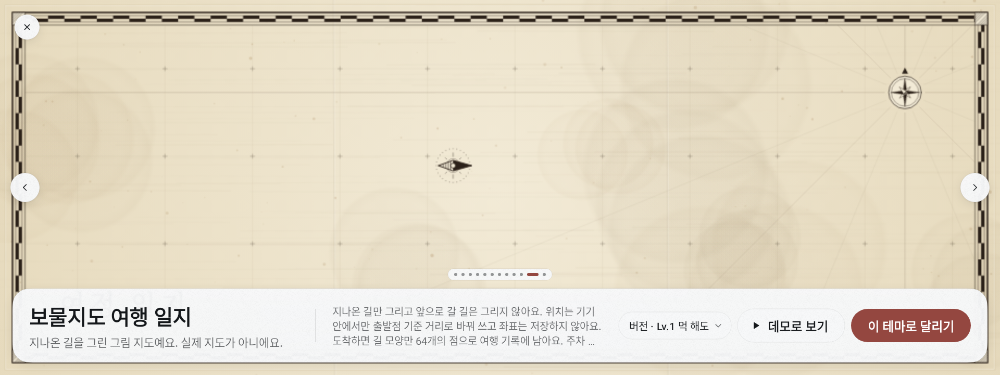 보물지도 여행 일지
지나온 길을 그린 그림 지도예요. 실제 지도가 아니에요.
지나온 길만 그리고 앞으로 갈 길은 그리지 않아요. 위치는 기기
안에서만 출발점 기준 거리로 바꿔 쓰고 좌표는 저장하지 않아요.
도착하면 길 모양만 64개의 점으로 여행 기록에 남아요. 주차 ...
버전 · Lv.1 먹 해도
데모로 보기
이 테마로 달리기